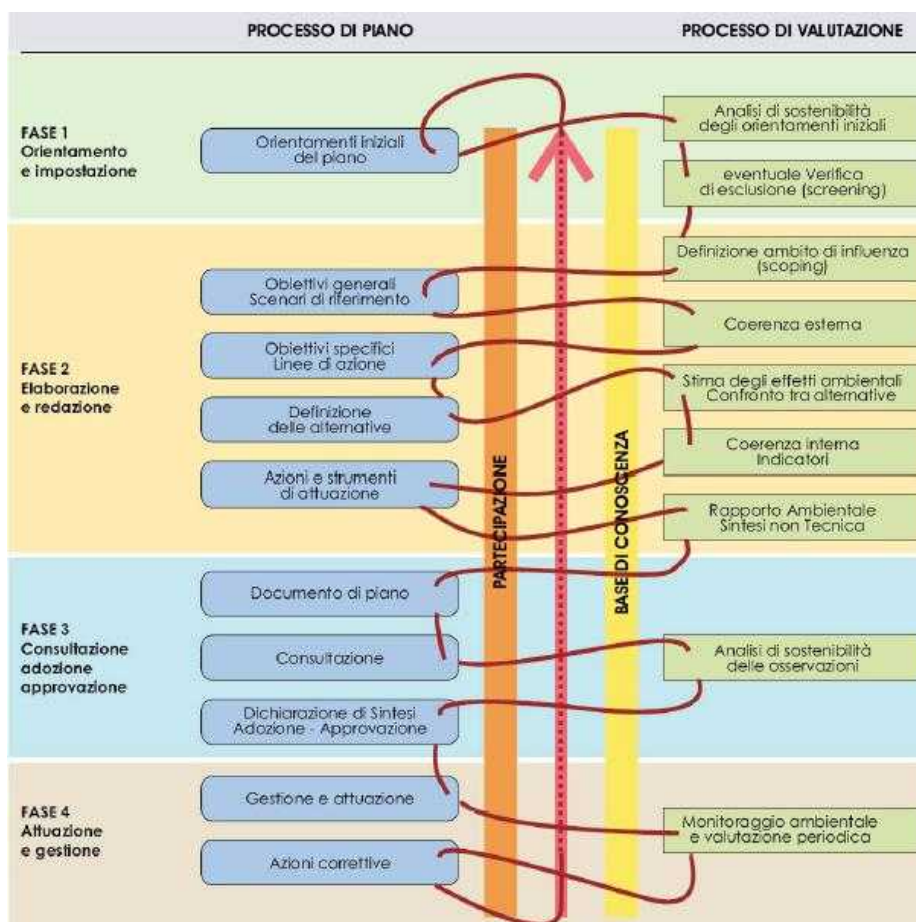 PROCESSO DI PIANO
PROCESSO DI VALUTAZIONE
FASE 1
Orientamento
e impostazione
Orientamenti iniziali
del piano
Analisi di sostenibilità
degli orientamenti iniziali
eventuale Verifica
di esclusione (screening)
FASE 2
Elaborazione
e redazione
Definizione ambito di influenza
(scoping)
Obiettivi generali
Scenari di riferimento
Coerenza esterna
Obiettivi specifici
Linee di azione
Stima degli effetti ambientali
Confronto tra alternative
Definizione
delle alternative
Coerenza interna
Indicatori
Azioni e strumenti
di attuazione
Rapporto Ambientale
Sintesi non Tecnica
PARTECIPAZIONE
BASE DI CONOSCENZA
FASE 3
Consultazione
adozione
approvazione
Documento di piano
Consultazione
Analisi di sostenibilità
delle osservazioni
Dichiarazione di Sintesi
Adozione - Approvazione
FASE 4
Attuazione
e gestione
Gestione e attuazione
Monitoraggio ambientale
e valutazione periodica
Azioni correttive